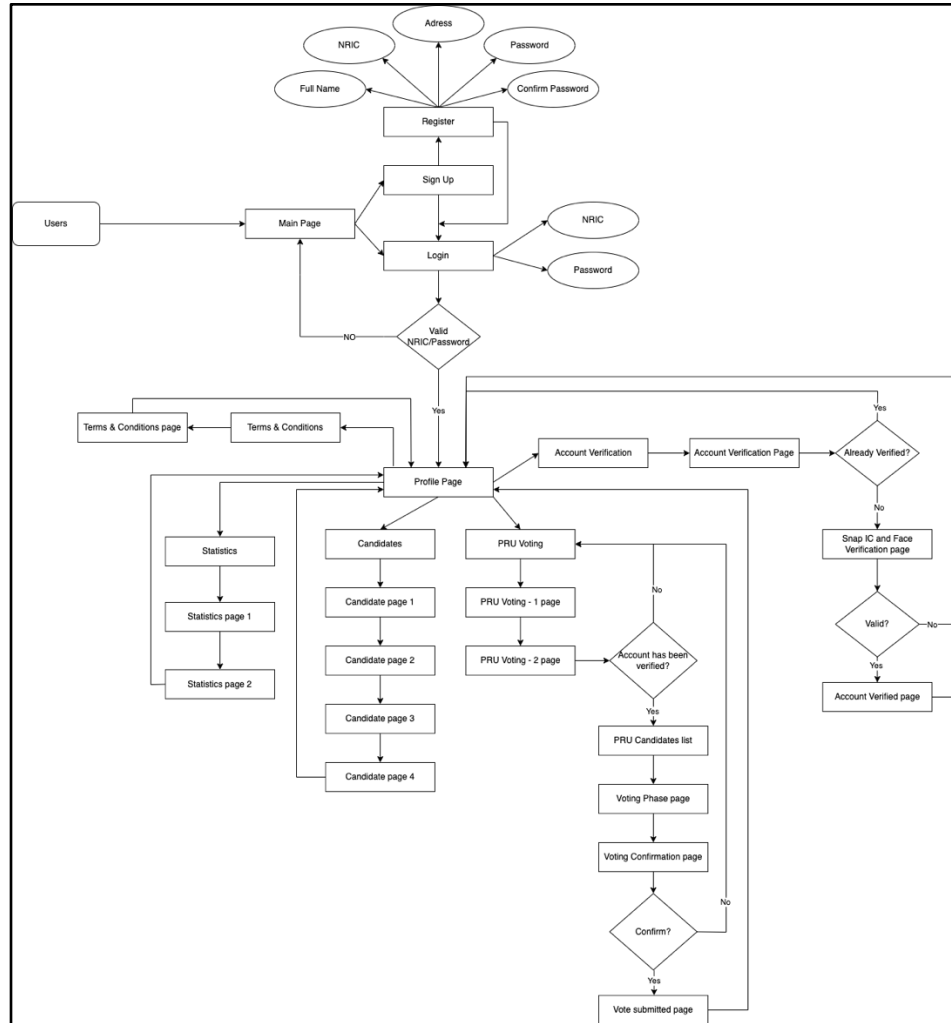 Adress
NRIC
Password
Full Name
Confirm Password
Register
Sign Up
Users
Main Page
NRIC
Login
Password
Valid
NRIC/Password
NO
Yes
Yes
Terms & Conditions page
Terms & Conditions
Account Verification
Account Verification Page
Already Verified?
Profile Page
No
Statistics
Candidates
PRU Voting
Snap IC and Face
Verification page
No
Statistics page 1
Candidate page 1
PRU Voting - 1 page
Valid?
No
Statistics page 2
Candidate page 2
PRU Voting - 2 page
Account has been
verified?
Yes
Account Verified page
Yes
Candidate page 3
PRU Candidates list
Candidate page 4
Voting Phase page
Voting Confirmation page
No
Confirm?
Yes
Vote submitted page